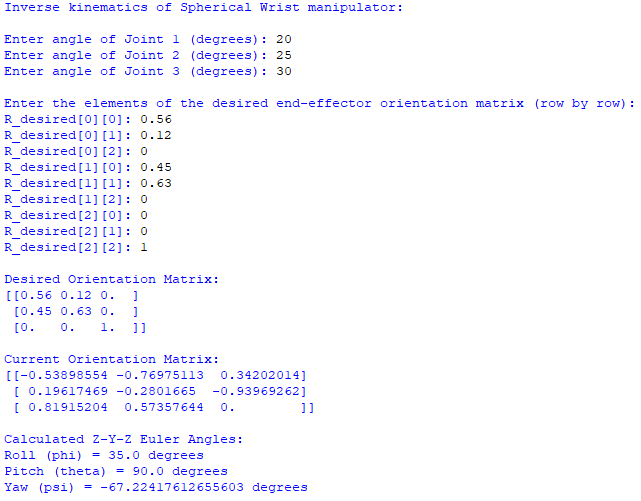 Inverse kinematics of Spherical Wrist manipulator:
Enter angle of Joint 1 (degrees): 20
Enter angle of Joint 2 (degrees): 25
Enter angle of Joint 3 (degrees): 30
Enter the elements of the desired end-effector orientation matrix (row by row):
R_desired[0][0]: 0.56
R_desired[0][1]: 0.12
R_desired[0][2]: 0
R_desired[1][0]: 0.45
R_desired[1][1]: 0.63
R_desired[1][2]: 0
R_desired[2][0]: 0
R_desired[2][1]: 0
R_desired[2][2]: 1
Desired Orientation Matrix:
[[0.56 0.12 0.  ]
 [0.45 0.63 0.  ]
 [0.   0.   1.  ]]
Current Orientation Matrix:
[[-0.53898554 -0.76975113  0.34202014]
 [ 0.19617469 -0.2801665  -0.93969262]
 [ 0.81915204  0.57357644  0.        ]]
Calculated Z-Y-Z Euler Angles:
Roll (phi) = 35.0 degrees
Pitch (theta) = 90.0 degrees
Yaw (psi) = -67.22417612655603 degrees